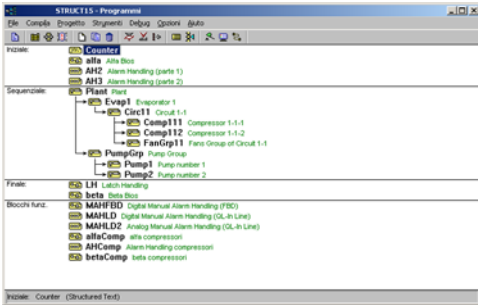 STRUCT15 - Programmi
File Compila Progetto Strumenti Debug Opzioni Aiuto
Iniziale: Counter
alfa Alfa Bios
AH2 Alarm Handling (parte 1)
AH3 Alarm Handling (parte 2)
Sequenziale: Plant Plant
Evap1 Evaporator 1
Circ11 Circuit 1-1
Comp111 Compressor 1-1-1
Comp112 Compressor 1-1-2
FanGrp11 Fans Group of Circuit 1-1
PumpGrp Pump Group
Pump1 Pump number 1
Pump2 Pump number 2
Finale: LH Latch Handling
beta Beta Bios
Blocchi funz. MAHFBD Digital Manual Alarm Handling (FBD)
MAHLD Digital Manual Alarm Handling (QL-In Line)
MAHLD2 Analog Manual Alarm Handling (QL-In Line)
alfaComp alfa compressori
AHComp Alarm Handling compressori
betaComp beta compressori
Iniziale: Counter (Structured Text)